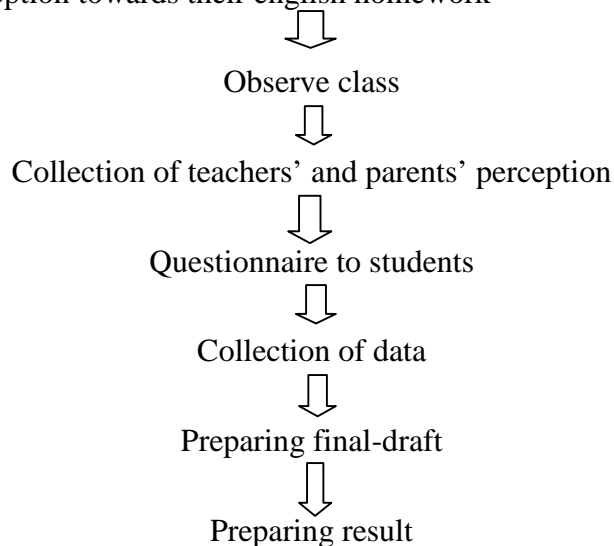 towards their english homework
Observe class
Collection of teachers' and parents' perception
Questionnaire to students
Collection of data
Preparing final-draft
Preparing result